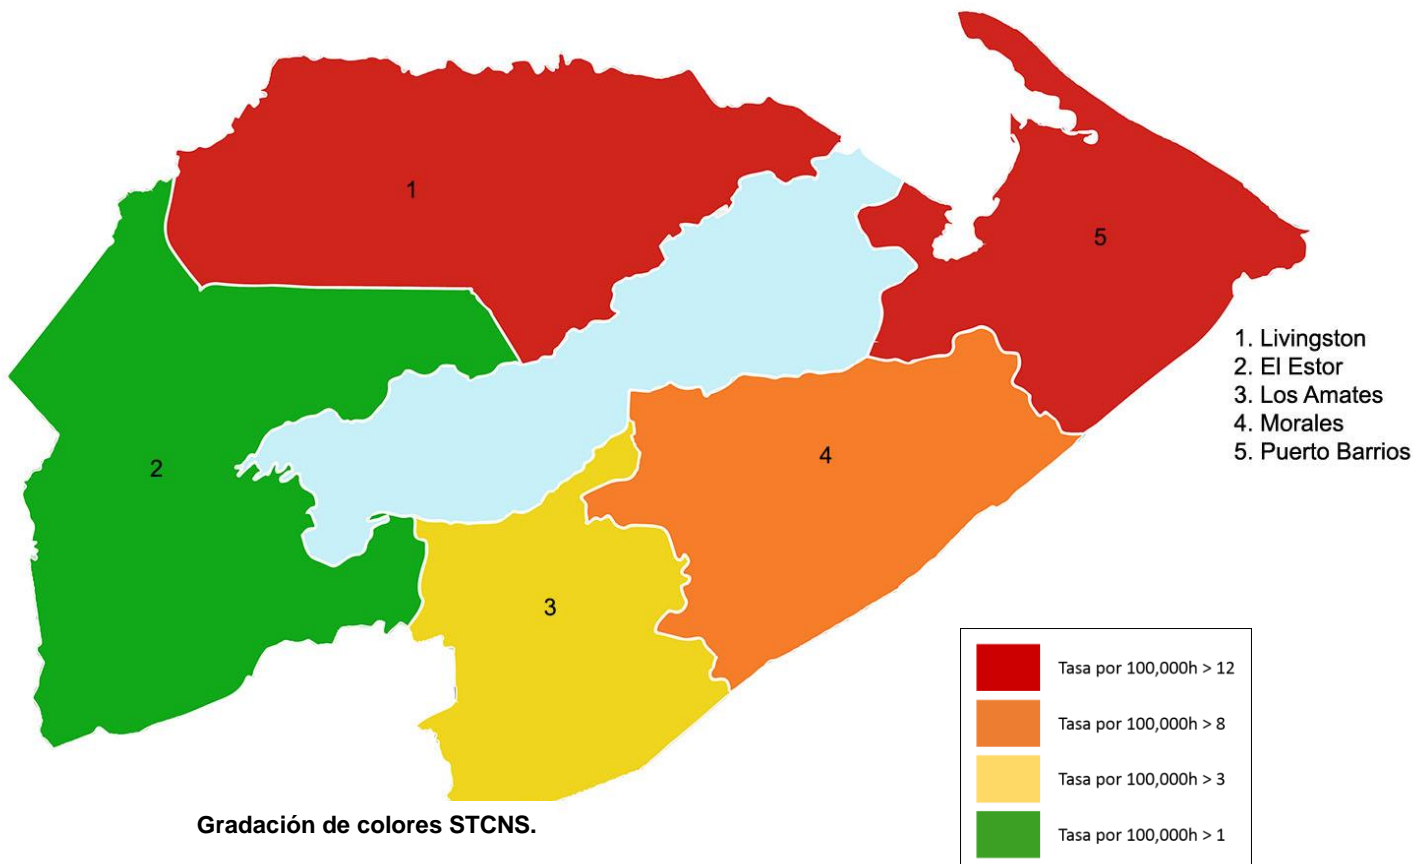 1
5
2
4
3
1. Livingston
2. El Estor
3. Los Amates
4. Morales
5. Puerto Barrios
Tasa por 100,000h > 12
Tasa por 100,000h > 8
Tasa por 100,000h > 3
Tasa por 100,000h > 1
Gradación de colores STCNS.